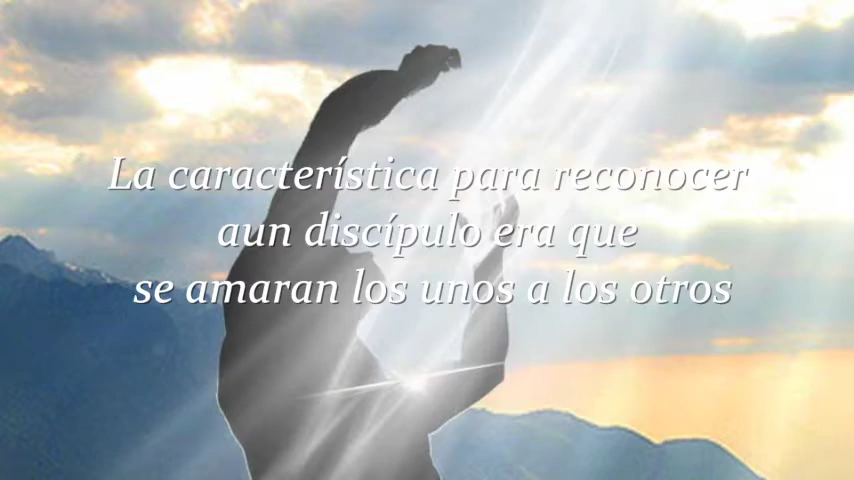 La característica para reconocer
aun discípulo era que
se amaran los unos a los otros